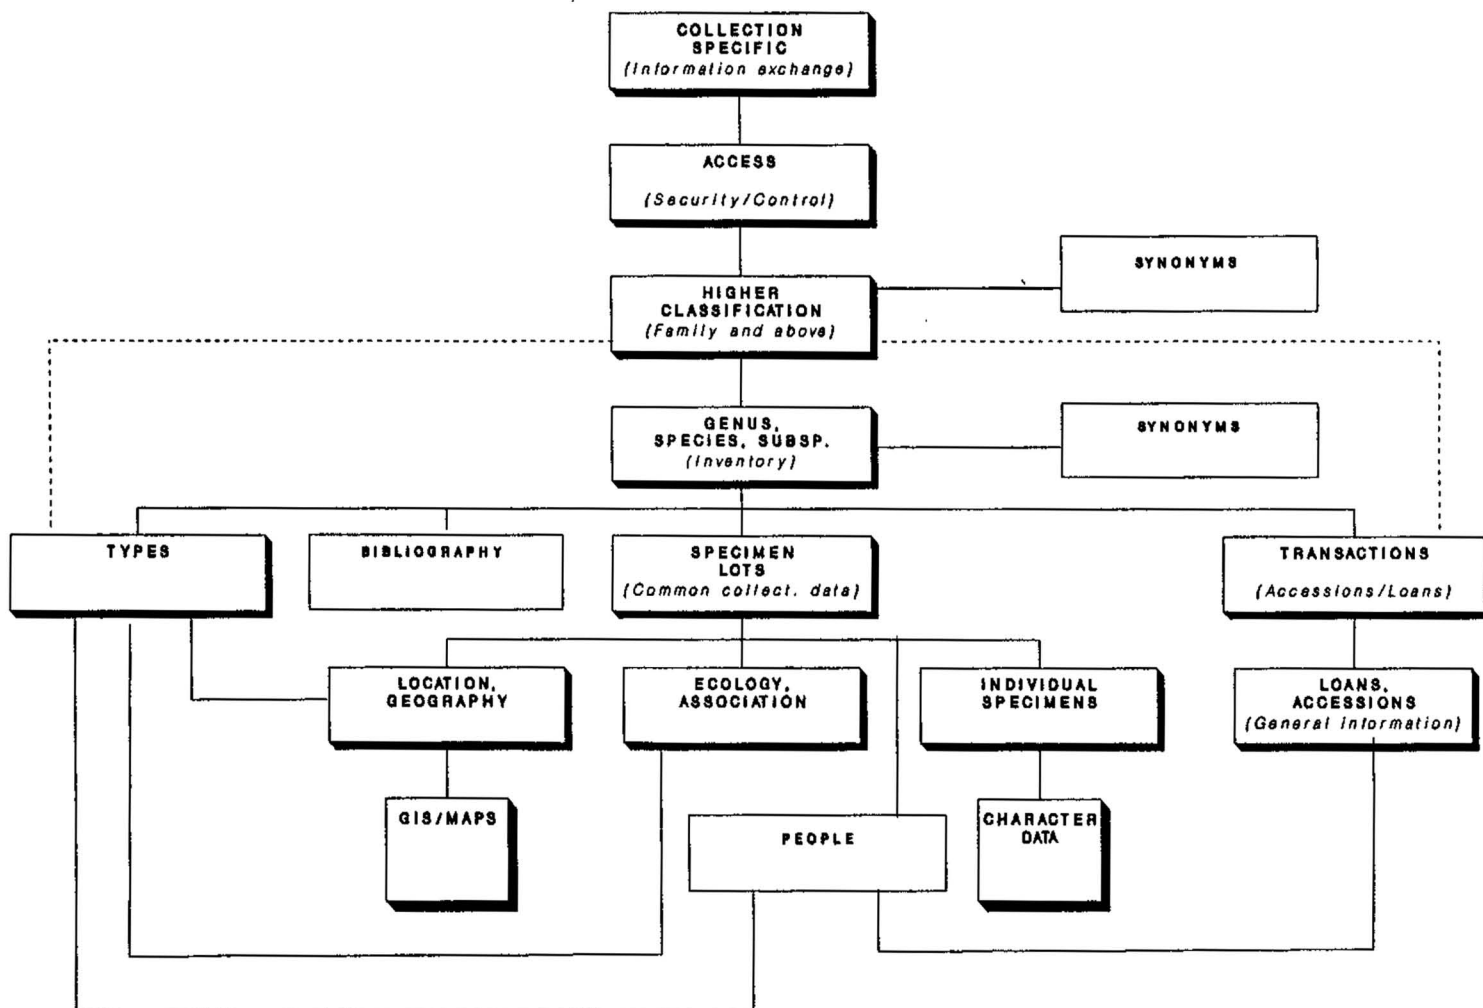 COLLECTION
SPECIFIC
(Information exchange)
ACCESS
(Security/Control)
SYNONYMS
HIGHER
CLASSIFICATION
(Family and above)
GENUS,
SPECIES, SUBSP.
(Inventory)
SYNONYMS
TYPES
BIBLIOGRAPHY
SPECIMEN
LOTS
(Common collect. data)
TRANSACTIONS
(Accessions/Loans)
LOCATION,
GEOGRAPHY
ECOLOGY,
ASSOCIATION
INDIVIDUAL
SPECIMENS
LOANS,
ACCESSIONS
(General information)
GIS/MAPS
PEOPLE
CHARACTER
DATA